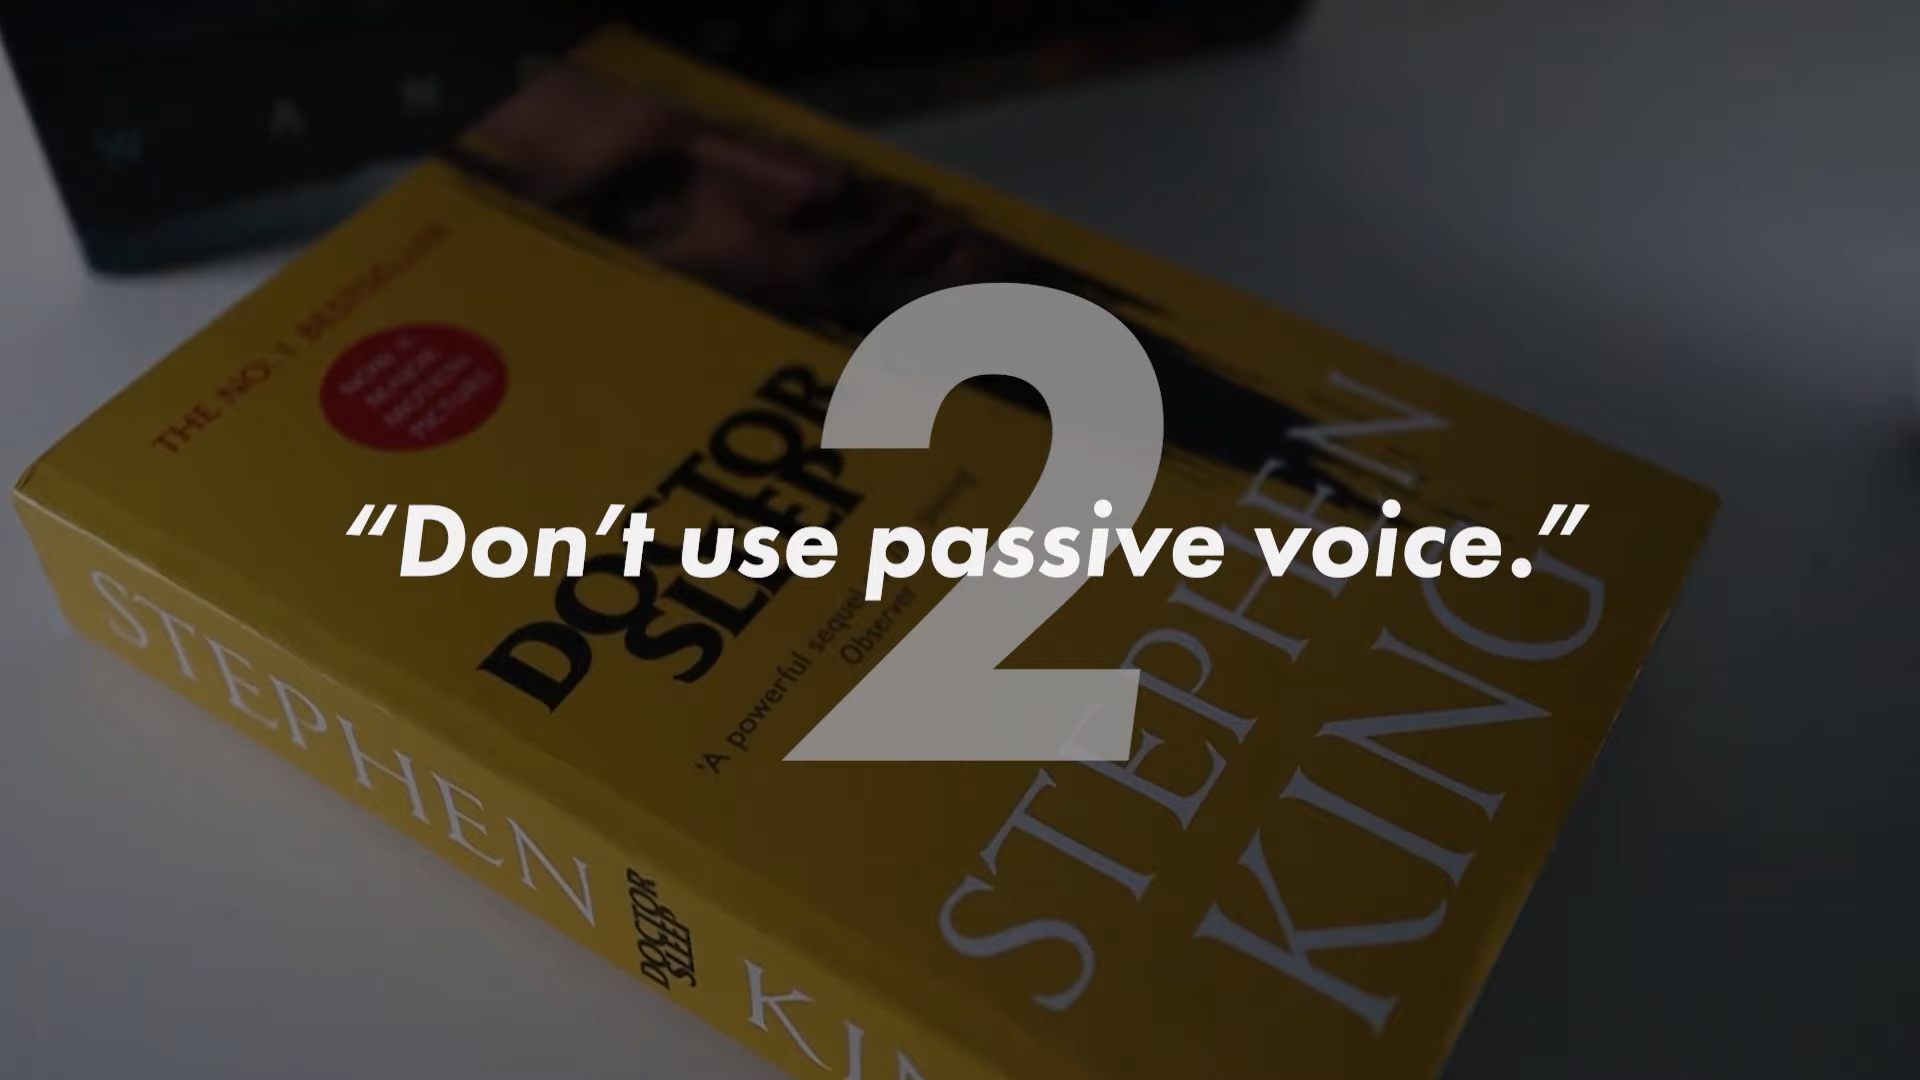 W A N
THE NO. 1 BESTSELLER
NOW A
MAJOR
MOTION
PICTURE
DOCTOR
SLEEP
'A powerful sequel
Observer
STEPHEN
KING
2
“Don’t use passive voice.”
STEPHEN
DOCTOR
SLEEP
KIN